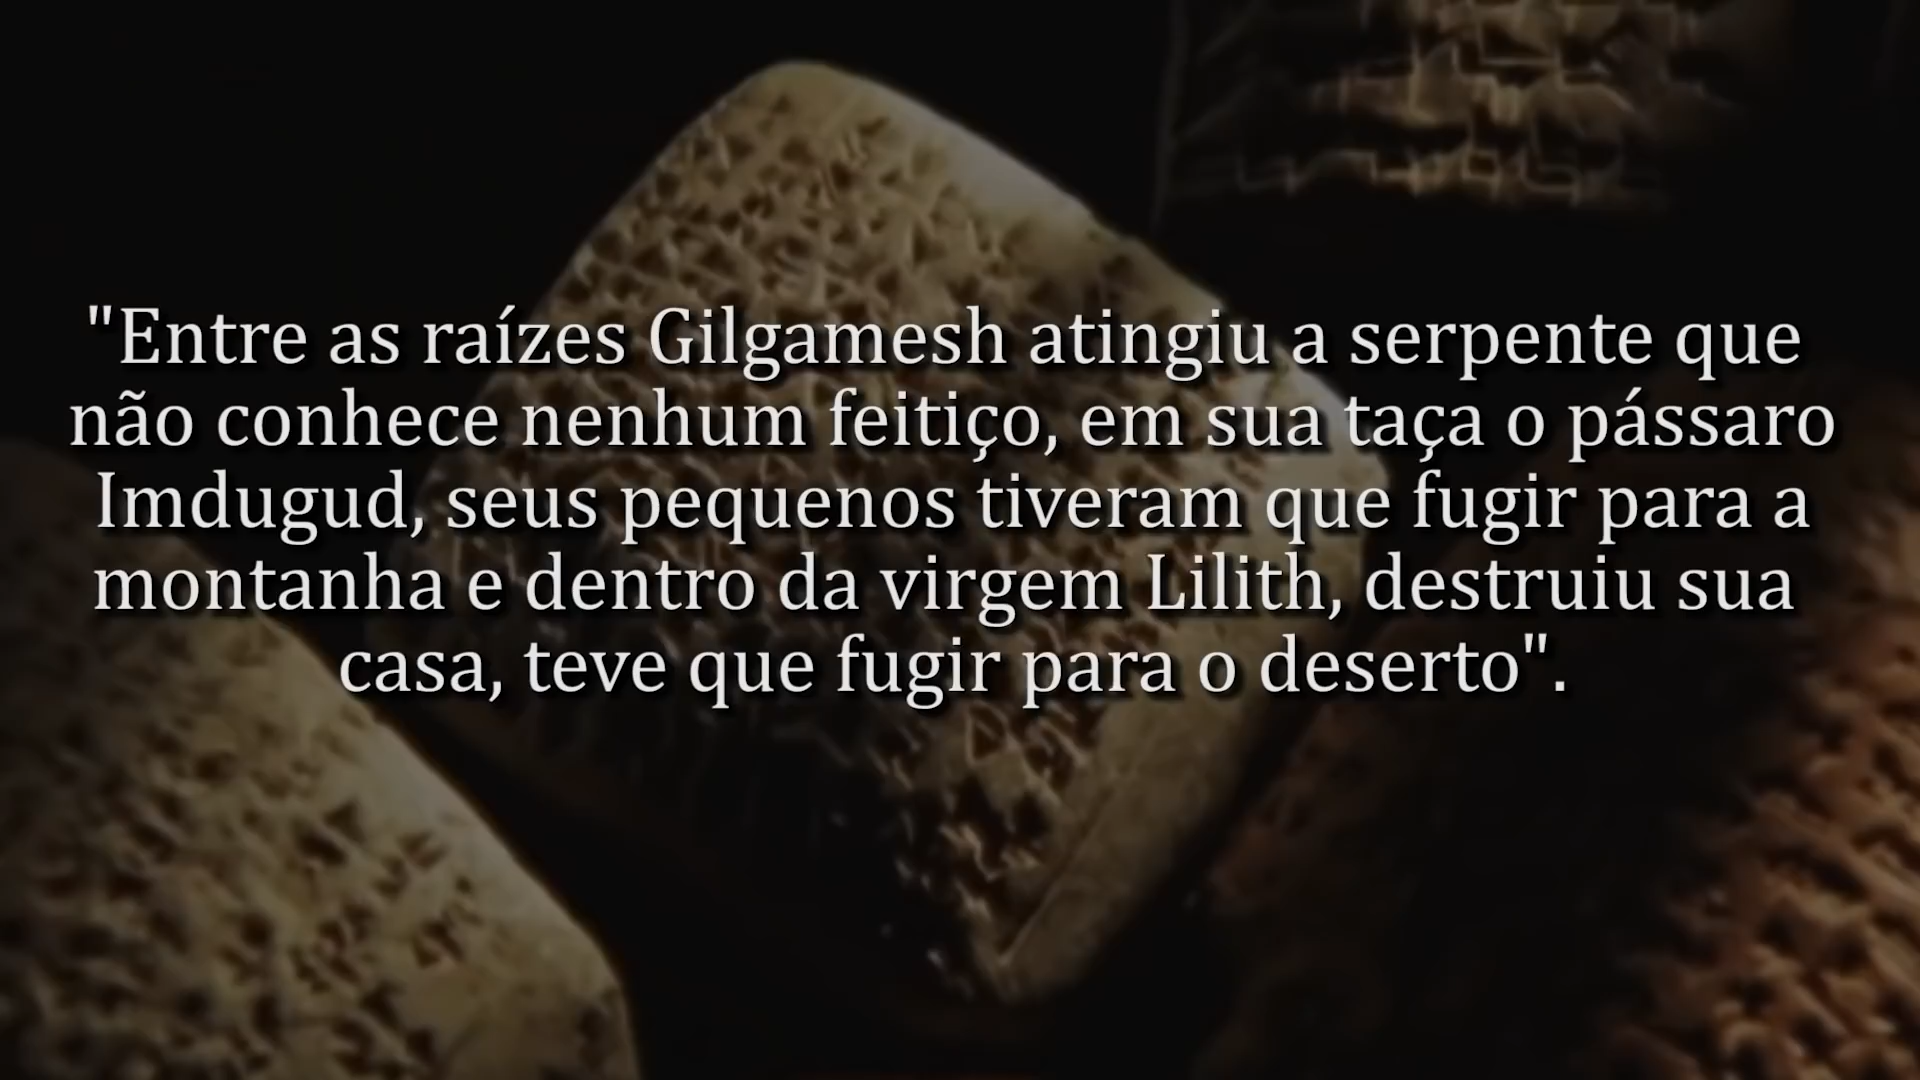 "Entre as raízes Gilgamesh atingiu a serpente que
não conhece nenhum feitiço, em sua taça o pássaro
Imdugud, seus pequenos tiveram que fugir para a
montanha e dentro da virgem Lilith, destruiu sua
casa, teve que fugir para o deserto".